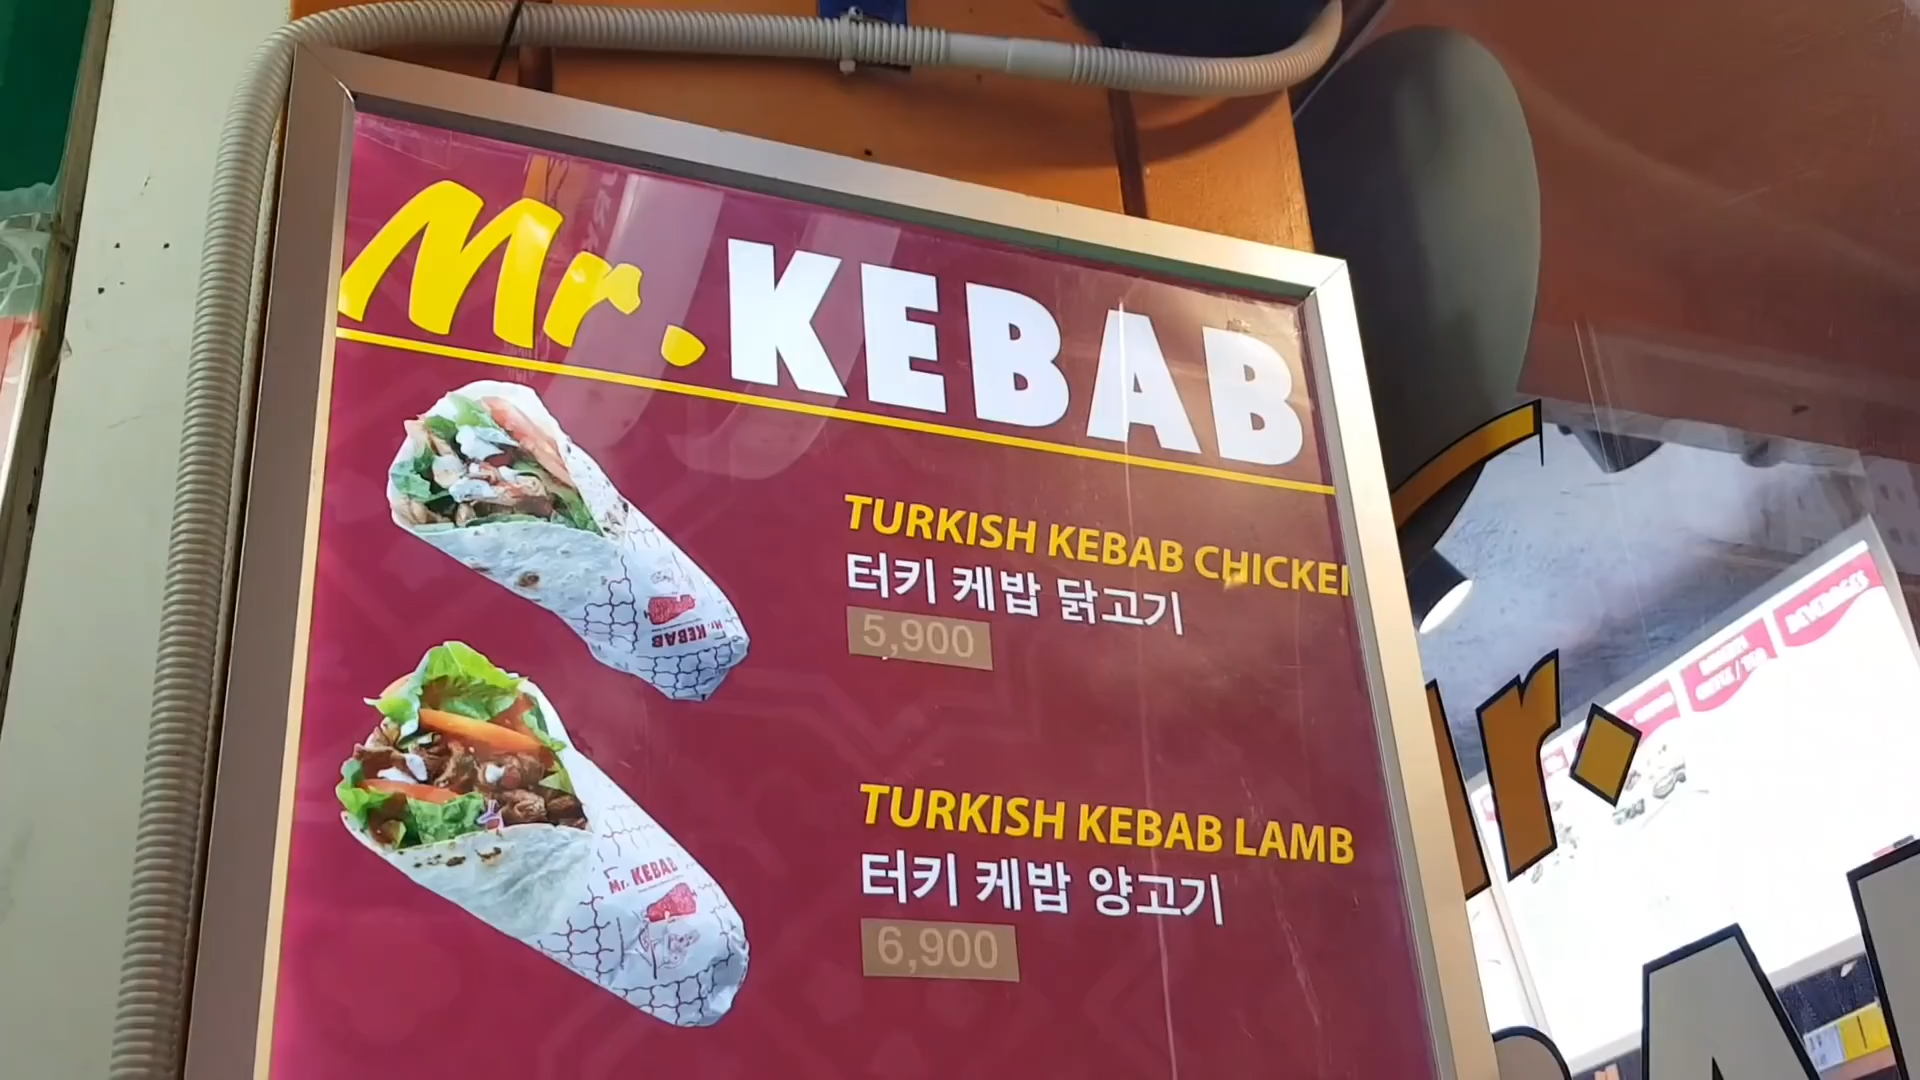 Mr. KEBAB
TURKISH KEBAB CHICKEN
터키 케밥 닭고기
5,900
Mr. KEBAB
TURKISH KEBAB LAMB
터키 케밥 양고기
6,900
Mr. KEBAB
r.
BEVERAGES